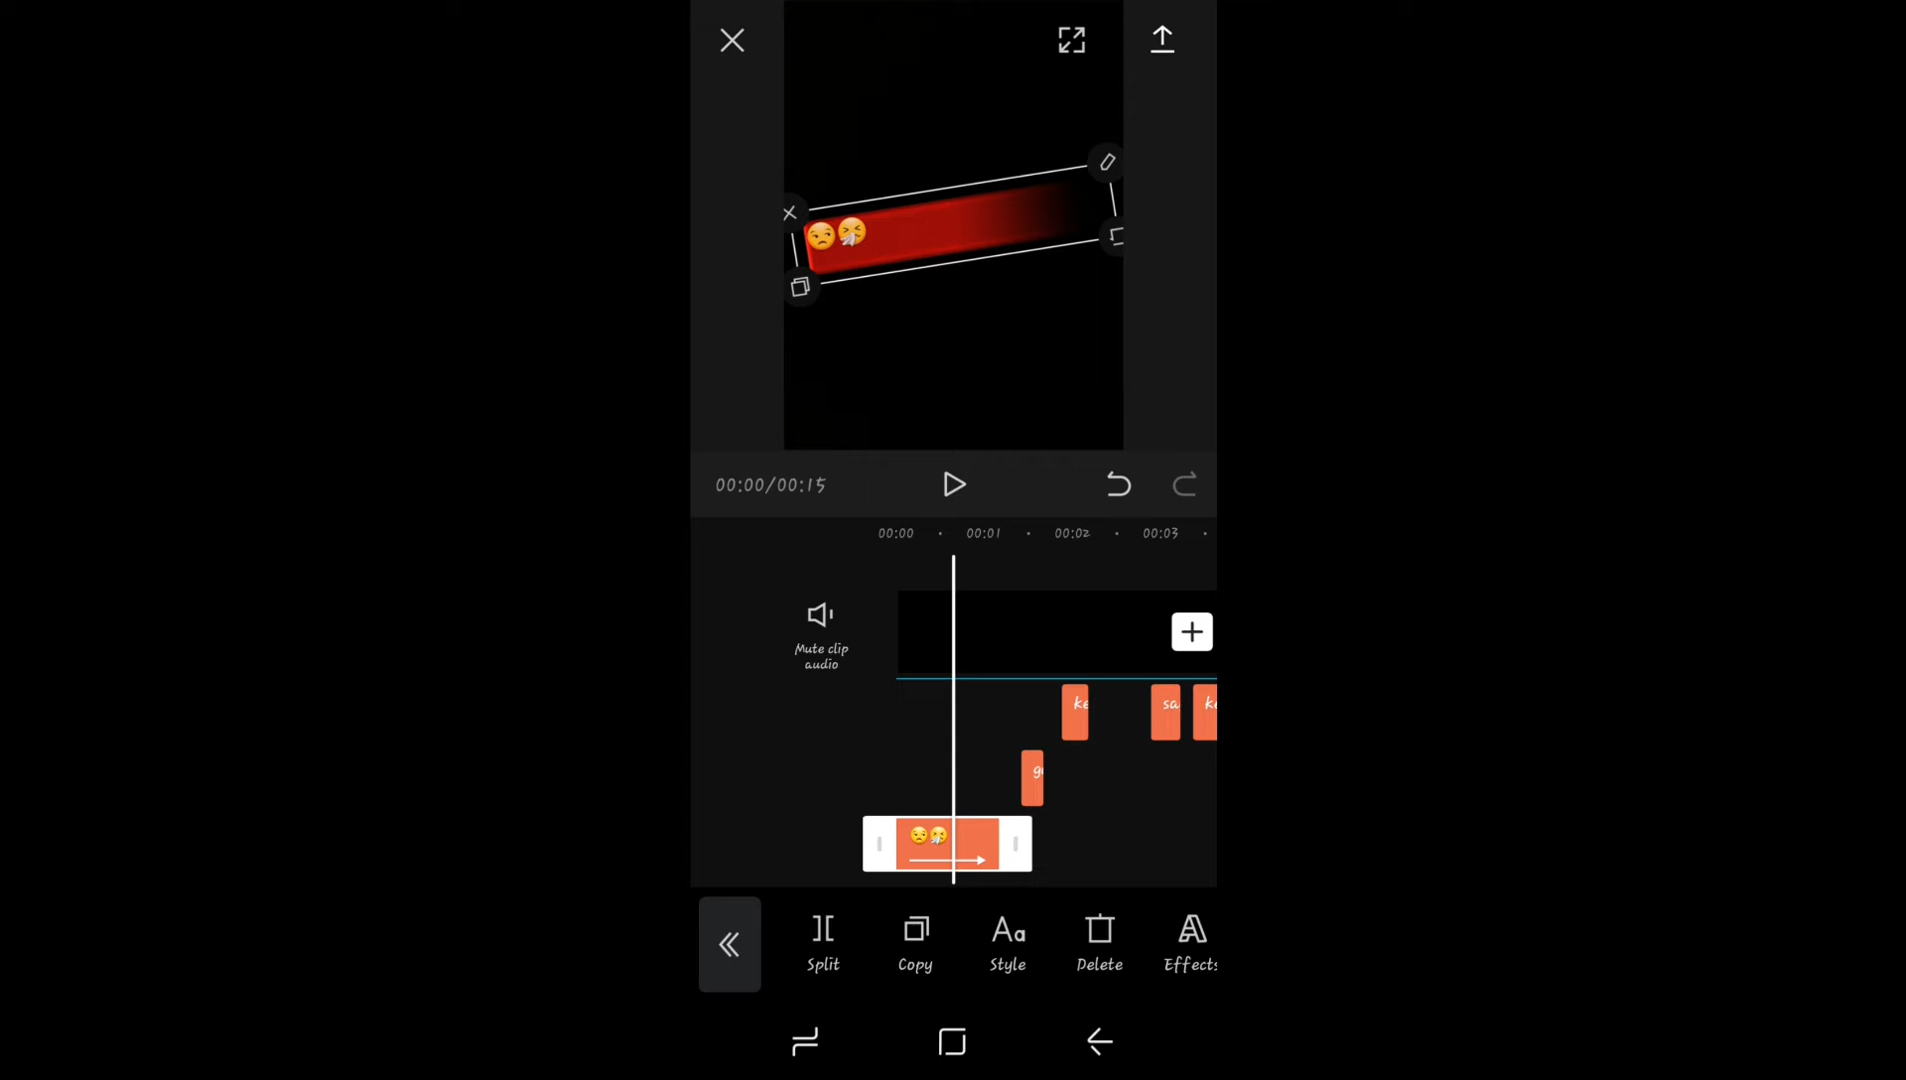 😒🤧
00:00/00:15
00:00 00:01 00:02 00:03
Mute clip
audio
ke sa ke
😒🤧
Split Copy Style Delete Effects